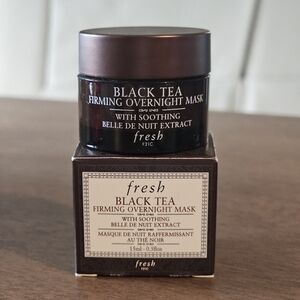 BLACK TEA
FIRMING OVERNIGHT MASK
WITH SOOTHING
BELLE DE NUIT EXTRACT
fresh
F21C
fresh
BLACK TEA
FIRMING OVERNIGHT MASK
WITH SOOTHING
BELLE DE NUIT EXTRACT
MASQUE DE NUIT RAFFERMISSANT
AU THÉ NOIR
15ml - 0.5fl oz
fresh